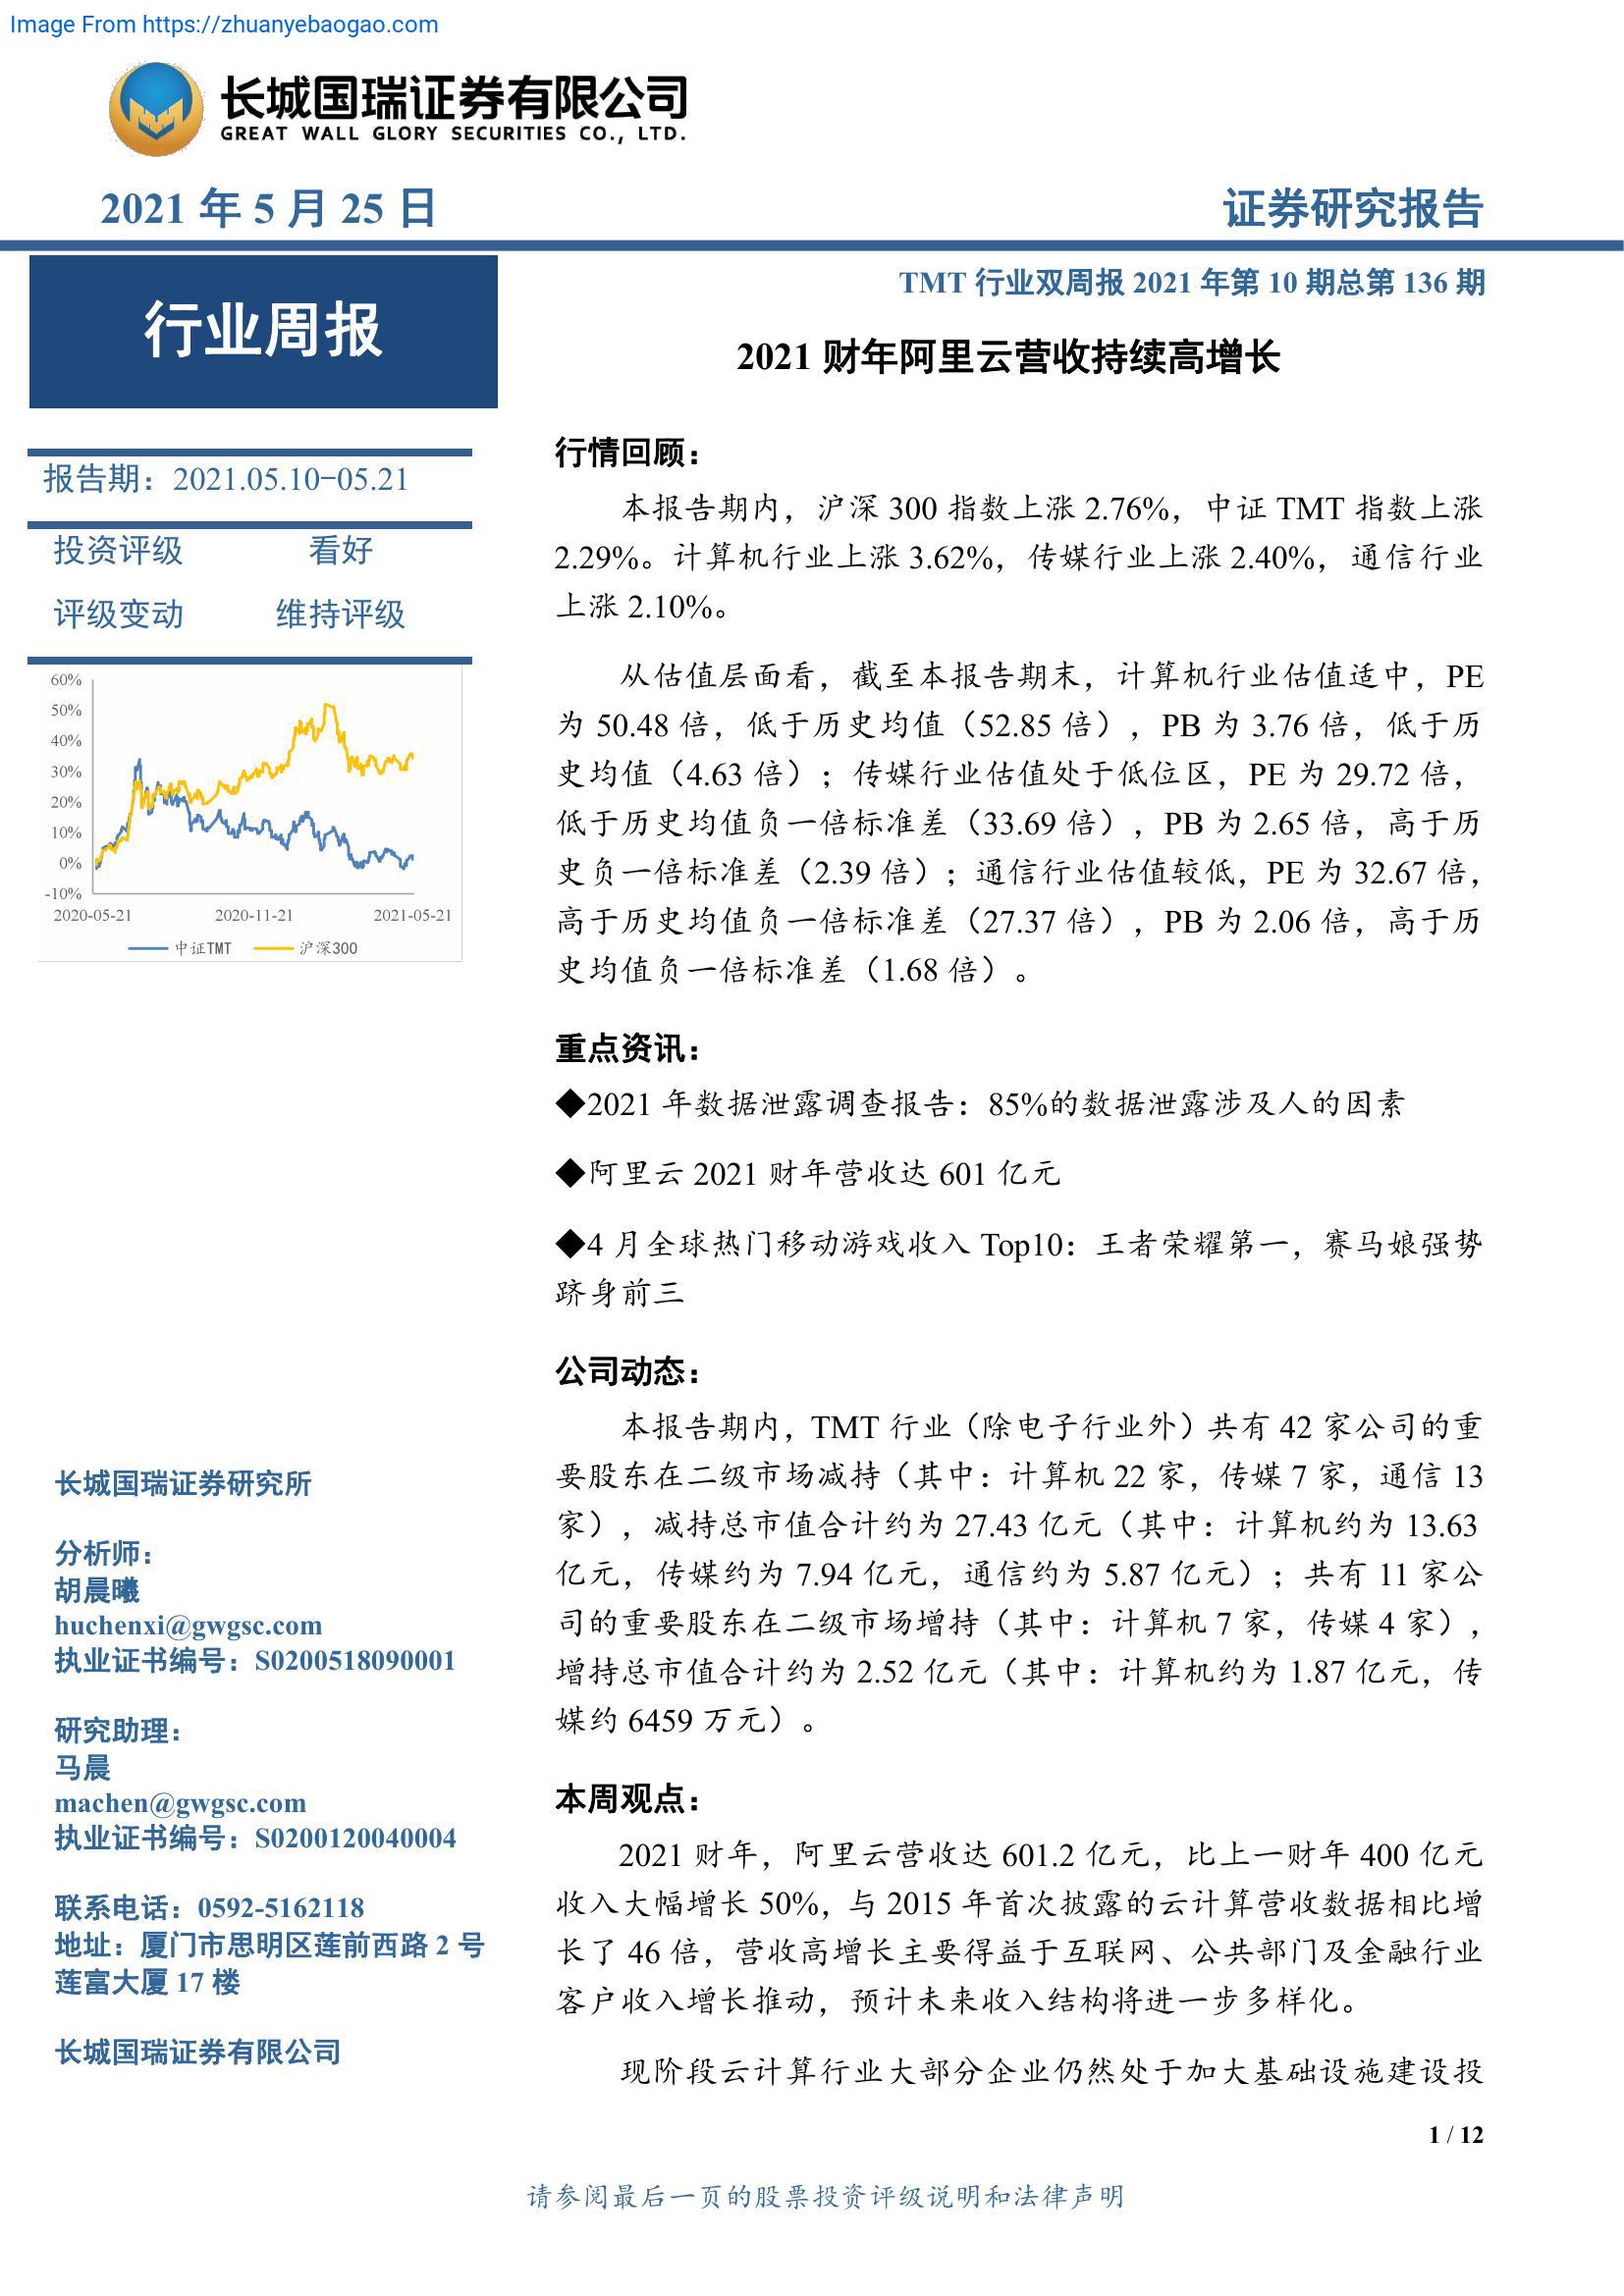 Image From https://zhuanyebaogao.com
长城国瑞证券有限公司
GREAT WALL GLORY SECURITIES CO., LTD.
2021 年 5 月 25 日
证券研究报告
行业周报
报告期：2021.05.10-05.21
投资评级 看好
评级变动 维持评级
60%
50%
40%
30%
20%
10%
0%
-10%
2020-05-21 2020-11-21 2021-05-21
中证TMT 沪深300
长城国瑞证券研究所
分析师：
胡晨曦
huchenxi@gwgsc.com
执业证书编号：S0200518090001
研究助理：
马晨
machen@gwgsc.com
执业证书编号：S0200120040004
联系电话：0592-5162118
地址：厦门市思明区莲前西路 2 号
莲富大厦 17 楼
长城国瑞证券有限公司
TMT 行业双周报 2021 年第 10 期总第 136 期
2021 财年阿里云营收持续高增长
行情回顾：
本报告期内，沪深 300 指数上涨 2.76%，中证 TMT 指数上涨
2.29%。计算机行业上涨 3.62%，传媒行业上涨 2.40%，通信行业
上涨 2.10%。
从估值层面看，截至本报告期末，计算机行业估值适中，PE
为 50.48 倍，低于历史均值（52.85 倍），PB 为 3.76 倍，低于历
史均值（4.63 倍）；传媒行业估值处于低位区，PE 为 29.72 倍，
低于历史均值负一倍标准差（33.69 倍），PB 为 2.65 倍，高于历
史负一倍标准差（2.39 倍）；通信行业估值较低，PE 为 32.67 倍，
高于历史均值负一倍标准差（27.37 倍），PB 为 2.06 倍，高于历
史均值负一倍标准差（1.68 倍）。
重点资讯：
◆2021 年数据泄露调查报告：85%的数据泄露涉及人的因素
◆阿里云 2021 财年营收达 601 亿元
◆4 月全球热门移动游戏收入 Top10：王者荣耀第一，赛马娘强势
跻身前三
公司动态：
本报告期内，TMT 行业（除电子行业外）共有 42 家公司的重
要股东在二级市场减持（其中：计算机 22 家，传媒 7 家，通信 13
家），减持总市值合计约为 27.43 亿元（其中：计算机约为 13.63
亿元，传媒约为 7.94 亿元，通信约为 5.87 亿元）；共有 11 家公
司的重要股东在二级市场增持（其中：计算机 7 家，传媒 4 家），
增持总市值合计约为 2.52 亿元（其中：计算机约为 1.87 亿元，传
媒约 6459 万元）。
本周观点：
2021 财年，阿里云营收达 601.2 亿元，比上一财年 400 亿元
收入大幅增长 50%，与 2015 年首次披露的云计算营收数据相比增
长了 46 倍，营收高增长主要得益于互联网、公共部门及金融行业
客户收入增长推动，预计未来收入结构将进一步多样化。
现阶段云计算行业大部分企业仍然处于加大基础设施建设投
1 / 12
请参阅最后一页的股票投资评级说明和法律声明